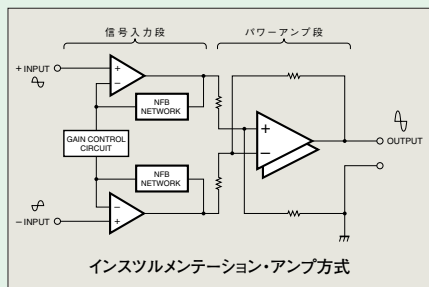 信号入力段
パワーアンプ段
+INPUT
+
−
NFB
NETWORK
GAIN CONTROL
CIRCUIT
NFB
NETWORK
−
+
−INPUT
+
−
OUTPUT
インスツルメンテーション・アンプ方式